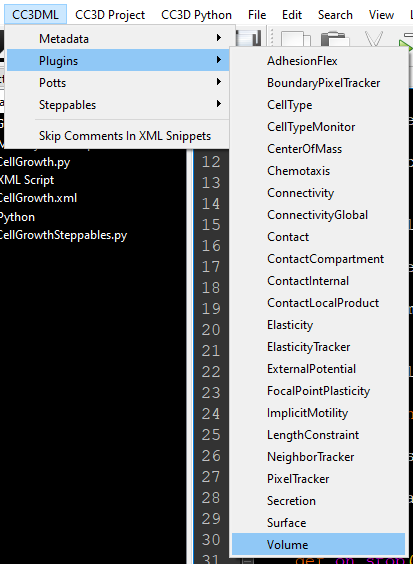 CC3DML CC3D Project CC3D Python File Edit Search View
Metadata
Plugins
Potts
Steppables
Skip Comments In XML Snippets
AdhesionFlex
BoundaryPixelTracker
CellType
CellTypeMonitor
CenterOfMass
Chemotaxis
Connectivity
ConnectivityGlobal
Contact
ContactCompartment
ContactInternal
ContactLocalProduct
Elasticity
ElasticityTracker
ExternalPotential
FocalPointPlasticity
ImplicitMotility
LengthConstraint
NeighborTracker
PixelTracker
Secretion
Surface
Volume
CellGrowth.py
XML Script
CellGrowth.xml
Python
CellGrowthSteppables.py
12
13
14
15
16
17
18
19
20
21
22
23
24
25
26
27
28
29
30
31 def on_stop(